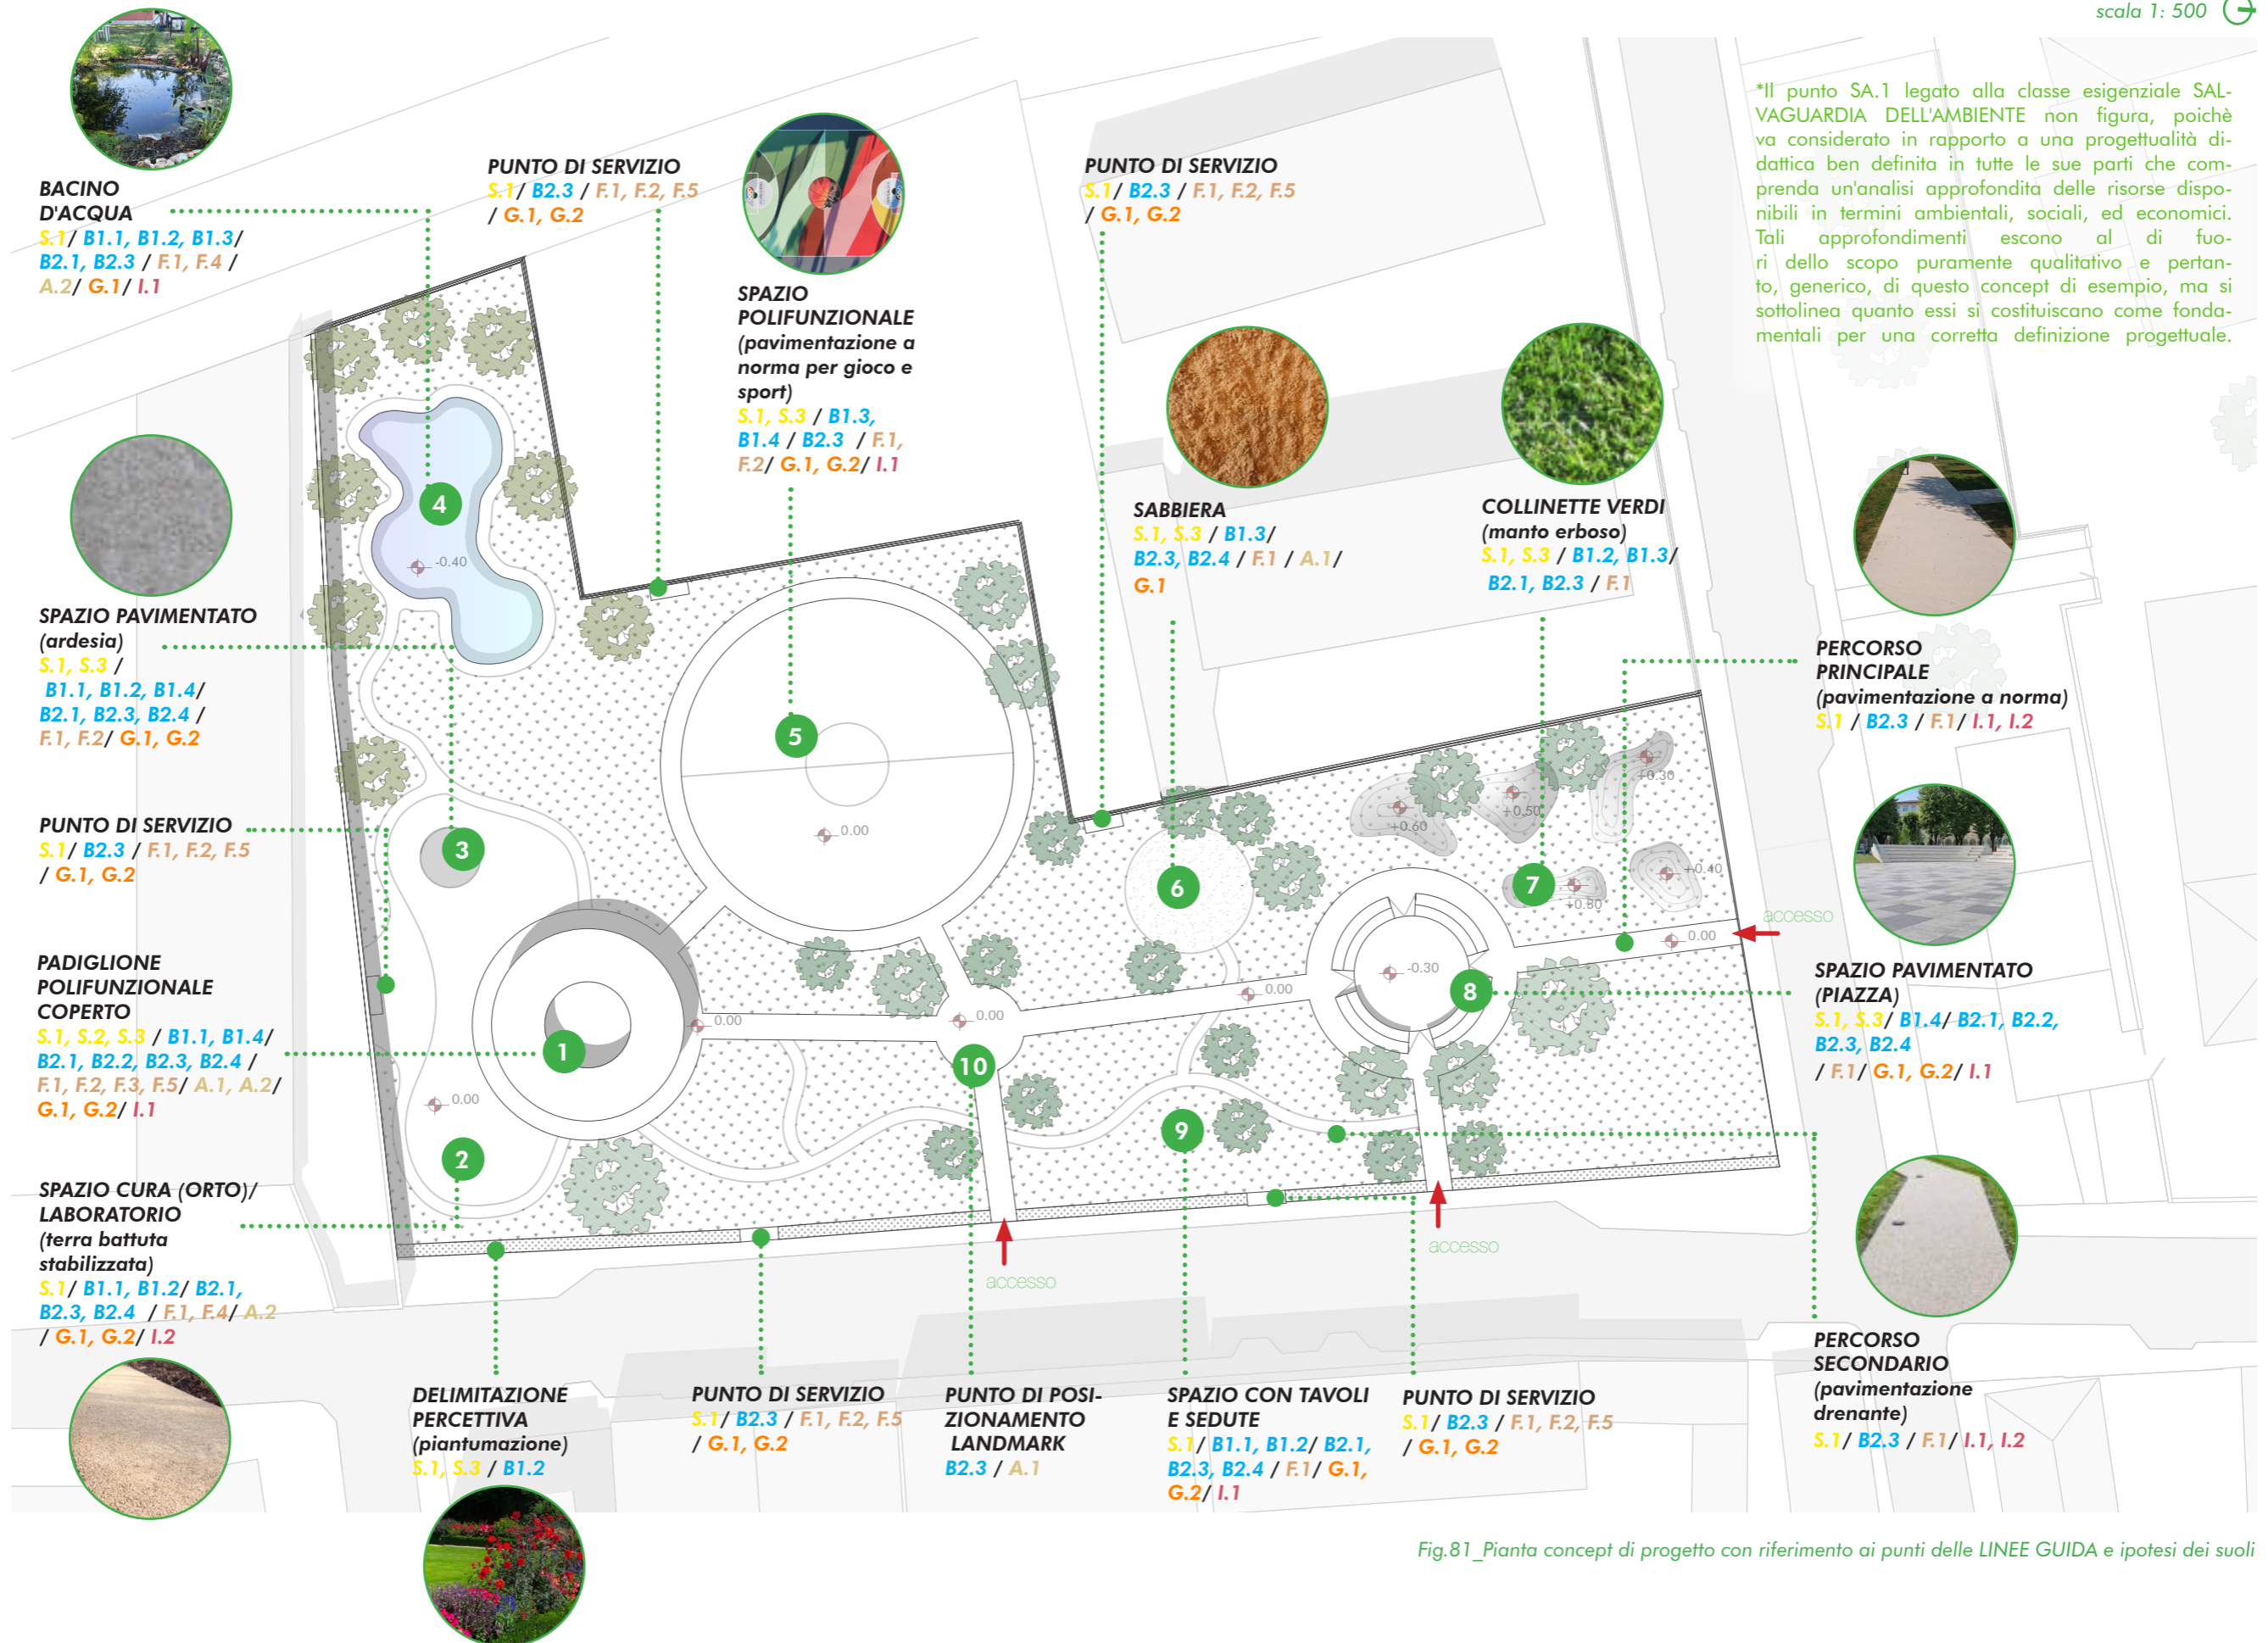 scala 1: 500
*Il punto SA.1 legato alla classe esigenziale SAL-
VAGUARDIA DELL'AMBIENTE non figura, poichè
va considerato in rapporto a una progettualità di-
dattica ben definita in tutte le sue parti che com-
prenda un'analisi approfondita delle risorse dispo-
nibili in termini ambientali, sociali, ed economici.
Tali approfondimenti escono al di fuo-
ri dello scopo puramente qualitativo e pertan-
to, generico, di questo concept di esempio, ma si
sottolinea quanto essi si costituiscano come fonda-
mentali per una corretta definizione progettuale.
BACINO
D'ACQUA
S.1/ B1.1, B1.2, B1.3/
B2.1, B2.3 / F.1, F.4 /
A.2/ G.1/ I.1
PUNTO DI SERVIZIO
S.1/ B2.3 / F.1, F.2, F.5
/ G.1, G.2
SPAZIO
POLIFUNZIONALE
(pavimentazione a
norma per gioco e
sport)
S.1, S.3 / B1.3,
B1.4 / B2.3 / F.1,
F.2/ G.1, G.2/ I.1
PUNTO DI SERVIZIO
S.1/ B2.3 / F.1, F.2, F.5
/ G.1, G.2
SABBIERA
S.1, S.3 / B1.3/
B2.3, B2.4 / F.1 / A.1/
G.1
COLLINETTE VERDI
(manto erboso)
S.1, S.3 / B1.2, B1.3/
B2.1, B2.3 / F.1
PERCORSO
PRINCIPALE
(pavimentazione a norma)
S.1 / B2.3 / F.1/ I.1, I.2
SPAZIO PAVIMENTATO
(ardesia)
S.1, S.3 /
B1.1, B1.2, B1.4/
B2.1, B2.3, B2.4 /
F.1, F.2/ G.1, G.2
PUNTO DI SERVIZIO
S.1/ B2.3 / F.1, F.2, F.5
/ G.1, G.2
PADIGLIONE
POLIFUNZIONALE
COPERTO
S.1, S.2, S.3 / B1.1, B1.4/
B2.1, B2.2, B2.3, B2.4 /
F.1, F.2, F.3, F.5/ A.1, A.2/
G.1, G.2/ I.1
SPAZIO CURA (ORTO)/
LABORATORIO
(terra battuta
stabilizzata)
S.1/ B1.1, B1.2/ B2.1,
B2.3, B2.4 / F.1, F.4/ A.2
/ G.1, G.2/ I.2
4
-0.40
5
0.00
3
6
7
+0.60
+0.50
+0.30
+0.30
+0.40
accesso
0.00
-0.30
8
0.00
0.00
0.00
1
10
0.00
9
2
accesso
accesso
SPAZIO PAVIMENTATO
(PIAZZA)
S.1, S.3/ B1.4/ B2.1, B2.2,
B2.3, B2.4
/ F.1/ G.1, G.2/ I.1
PERCORSO
SECONDARIO
(pavimentazione
drenante)
S.1/ B2.3 / F.1/ I.1, I.2
DELIMITAZIONE
PERCETTIVA
(piantumazione)
S.1, S.3 / B1.2
PUNTO DI SERVIZIO
S.1/ B2.3 / F.1, F.2, F.5
/ G.1, G.2
PUNTO DI POSI-
ZIONAMENTO
LANDMARK
B2.3 / A.1
SPAZIO CON TAVOLI
E SEDUTE
S.1/ B1.1, B1.2/ B2.1,
B2.3, B2.4 / F.1/ G.1,
G.2/ I.1
PUNTO DI SERVIZIO
S.1/ B2.3 / F.1, F.2, F.5
/ G.1, G.2
Fig.81_Pianta concept di progetto con riferimento ai punti delle LINEE GUIDA e ipotesi dei suoli